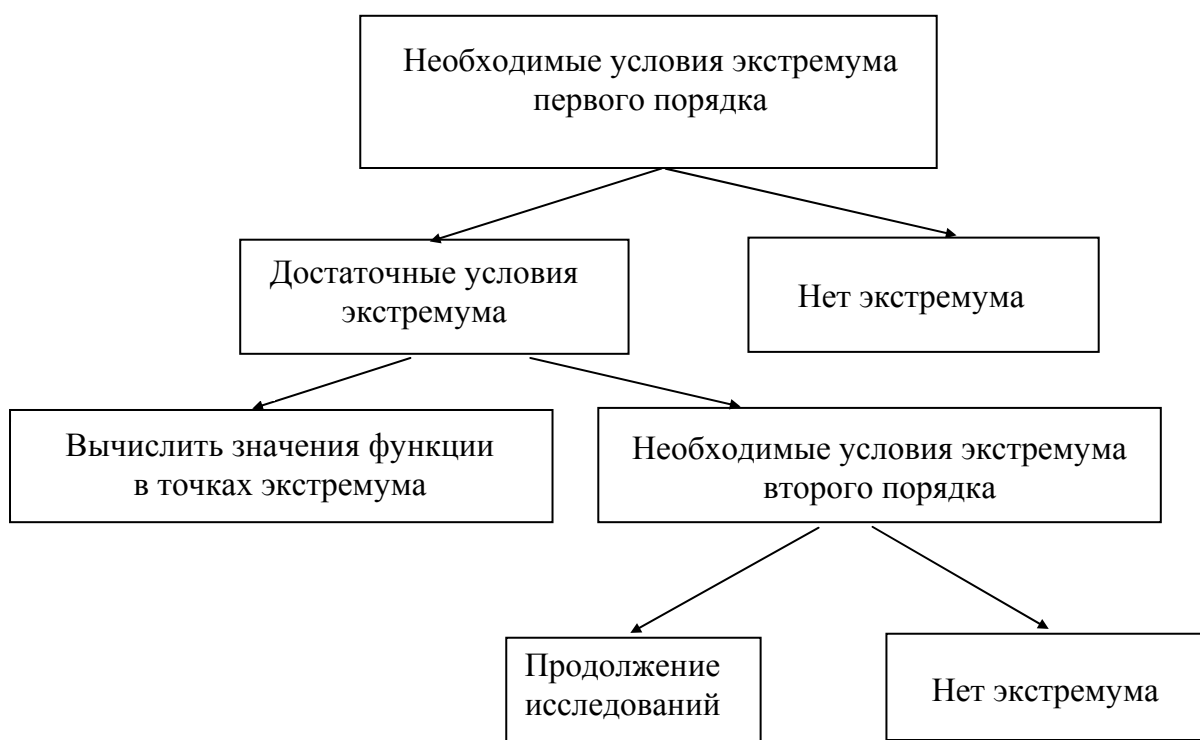 Необходимые условия экстремума
первого порядка
Достаточные условия
экстремума
Нет экстремума
Вычислить значения функции
в точках экстремума
Необходимые условия экстремума
второго порядка
Продолжение
исследований
Нет экстремума